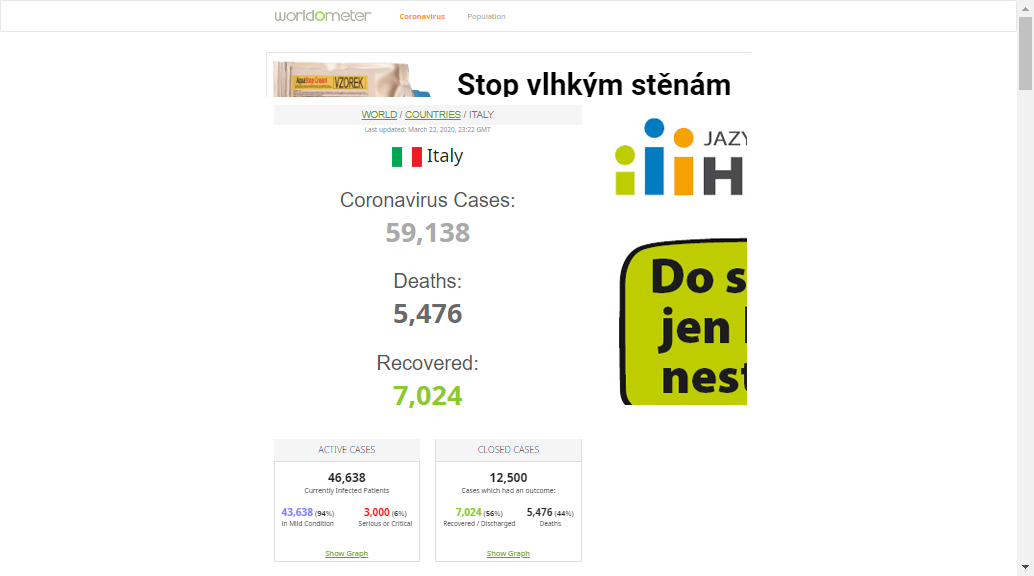 worldometer Coronavirus Population
AquaStop Cream VZOREK
Stop vlhkým stěnám
WORLD / COUNTRIES / ITALY
Last updated: March 22, 2020, 23:22 GMT
Italy
Coronavirus Cases:
59,138
Deaths:
5,476
Recovered:
7,024
JAZY
H
Do s
jen
nest
ACTIVE CASES
46,638
Currently Infected Patients
43,638 (94%) 3,000 (6%)
in Mild Condition Serious or Critical
Show Graph
CLOSED CASES
12,500
Cases which had an outcome:
7,024 (56%) 5,476 (44%)
Recovered / Discharged Deaths
Show Graph